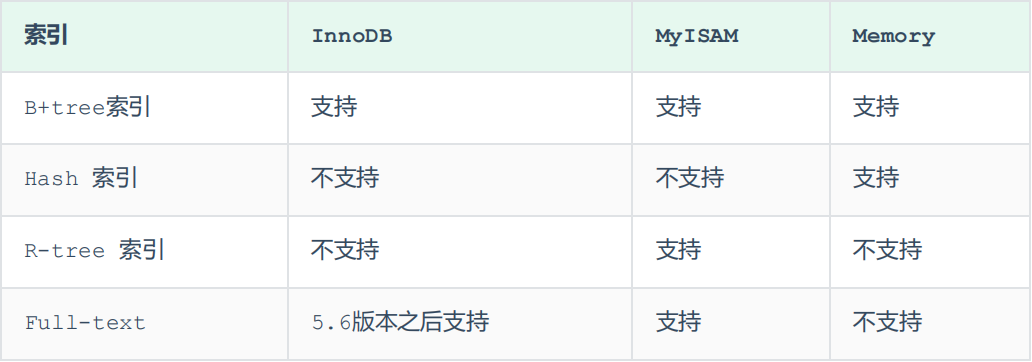 索引 InnoDB MyISAM Memory
B+tree索引 支持 支持 支持
Hash 索引 不支持 不支持 支持
R-tree 索引 不支持 支持 不支持
Full-text 5.6版本之后支持 支持 不支持